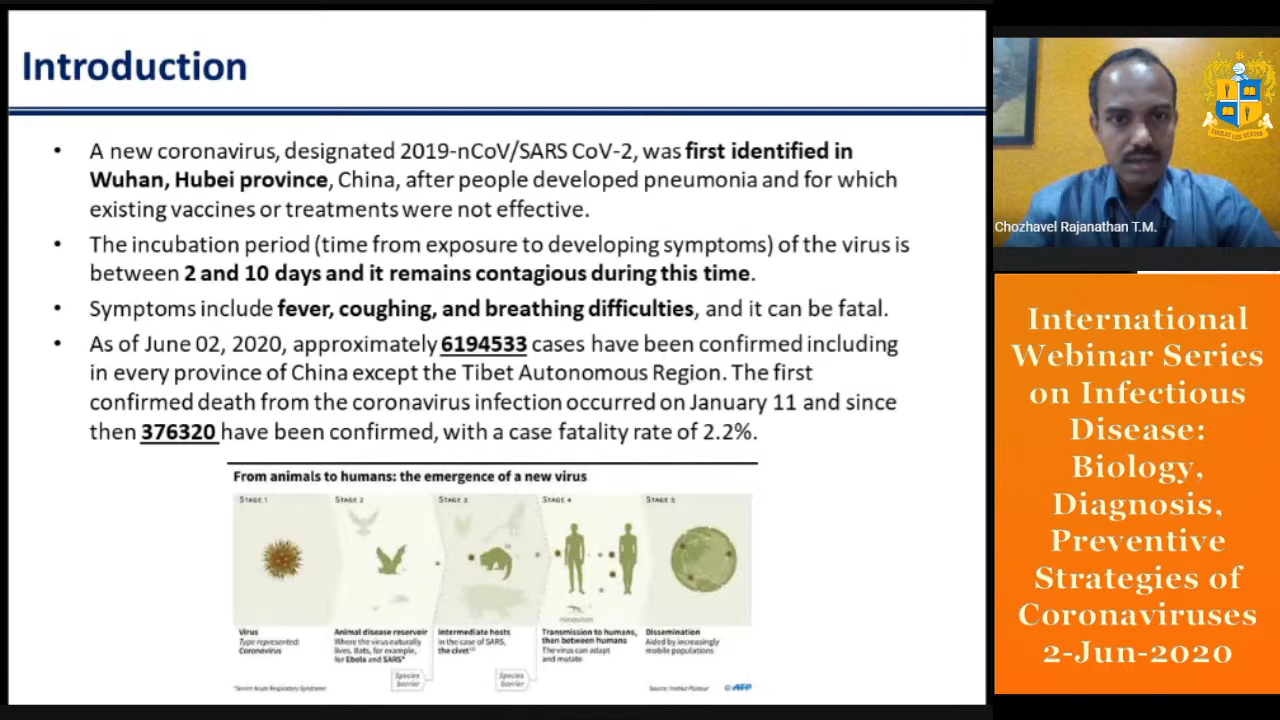 Introduction
• A new coronavirus, designated 2019-nCoV/SARS CoV-2, was first identified in
Wuhan, Hubei province, China, after people developed pneumonia and for which
existing vaccines or treatments were not effective.
• The incubation period (time from exposure to developing symptoms) of the virus is
between 2 and 10 days and it remains contagious during this time.
• Symptoms include fever, coughing, and breathing difficulties, and it can be fatal.
• As of June 02, 2020, approximately 6194533 cases have been confirmed including
in every province of China except the Tibet Autonomous Region. The first
confirmed death from the coronavirus infection occurred on January 11 and since
then 376320 have been confirmed, with a case fatality rate of 2.2%.
From animals to humans: the emergence of a new virus
STAGE 1
STAGE 2
STAGE 3
STAGE 4
STAGE 5
Virus
Type represented:
Coronavirus
Animal disease reservoir
Where the virus naturally
lives. Bats, for example,
for Ebola and SARS*
Intermediate hosts
In the case of SARS,
the civet
mosquitoes
Transmission to humans,
then between humans
The virus can adapt
and mutate
Dissemination
Aided by increasingly
mobile populations
Species
barrier
Species
barrier
*Severe Acute Respiratory Syndrome
Source: Institut Pasteur
© AFP
LUCEAT LUX VESTRA
Chozhavel Rajanathan T.M.
International
Webinar Series
on Infectious
Disease:
Biology,
Diagnosis,
Preventive
Strategies of
Coronaviruses
2-Jun-2020